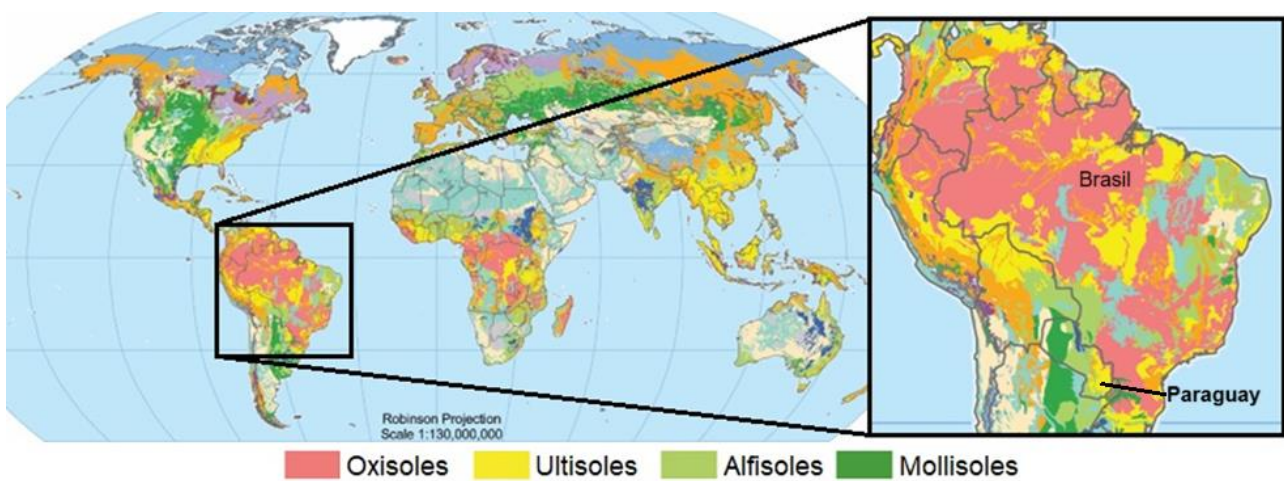 Brasil
Paraguay
Robinson Projection
Scale 1:130,000,000
Oxisoles Ultisoles Alfisoles Mollisoles